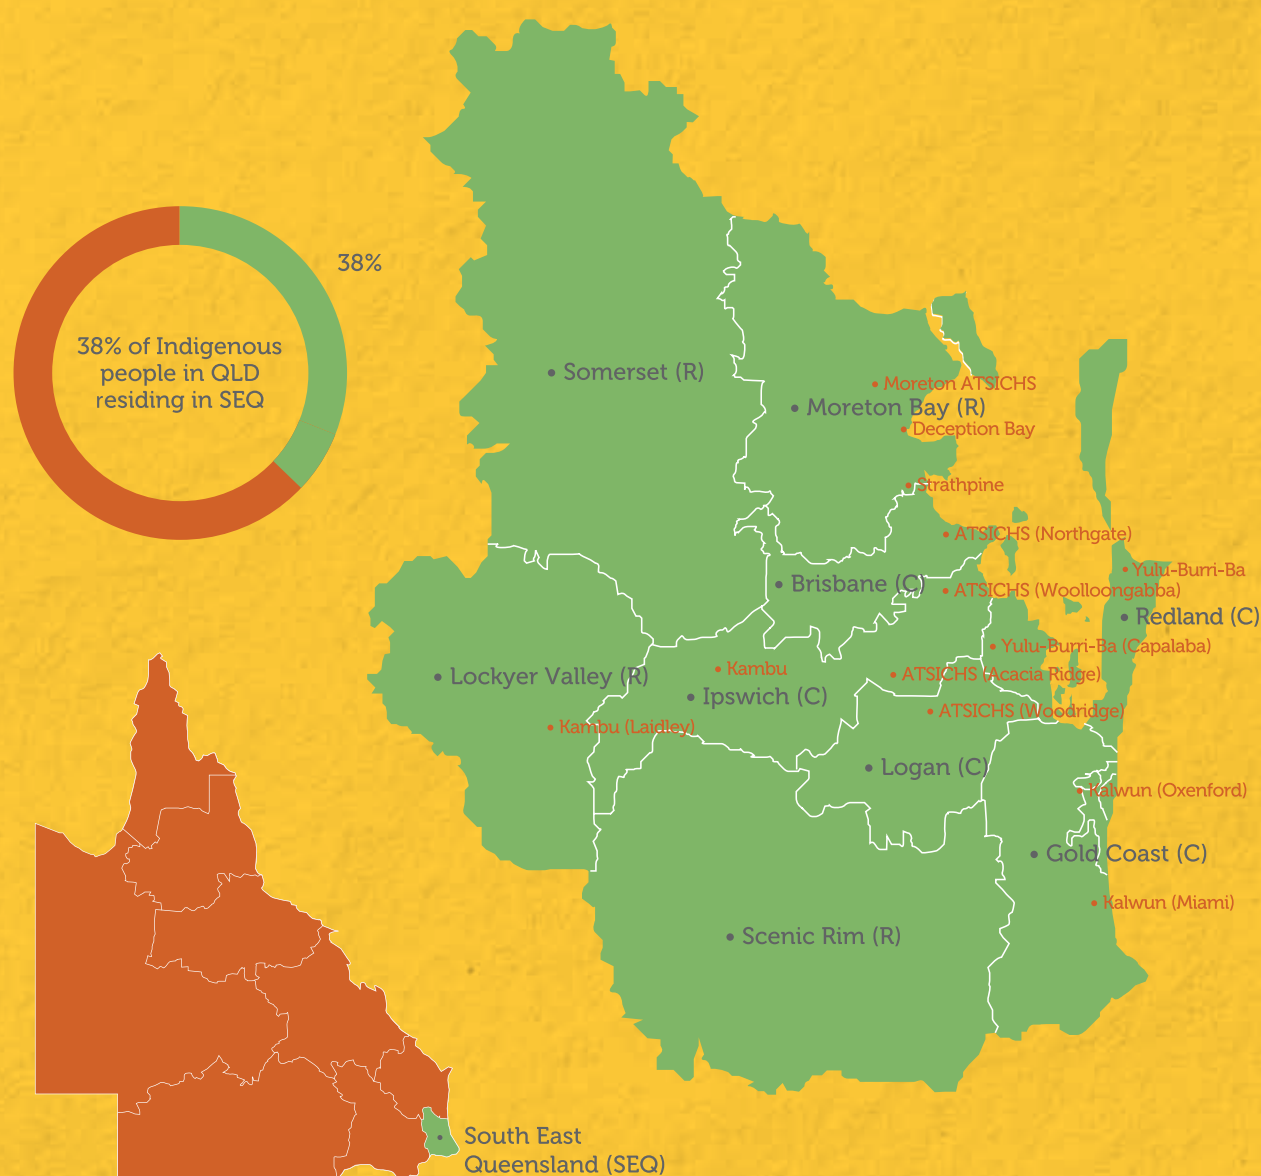 38%
38% of Indigenous
people in QLD
residing in SEQ
Somerset (R)
Moreton ATSICHS
Moreton Bay (R)
Deception Bay
Strathpine
ATSICHS (Northgate)
Yulu-Burri-Ba
Brisbane (C)
ATSICHS (Woolloongabba)
Redland (C)
Yulu-Burri-Ba (Capalaba)
Kambu
ATSICHS (Acacia Ridge)
Lockyer Valley (R)
Ipswich (C)
ATSICHS (Woodridge)
Kambu (Laidley)
Logan (C)
Kalwun (Oxenford)
Gold Coast (C)
Kalwun (Miami)
Scenic Rim (R)
South East
Queensland (SEQ)